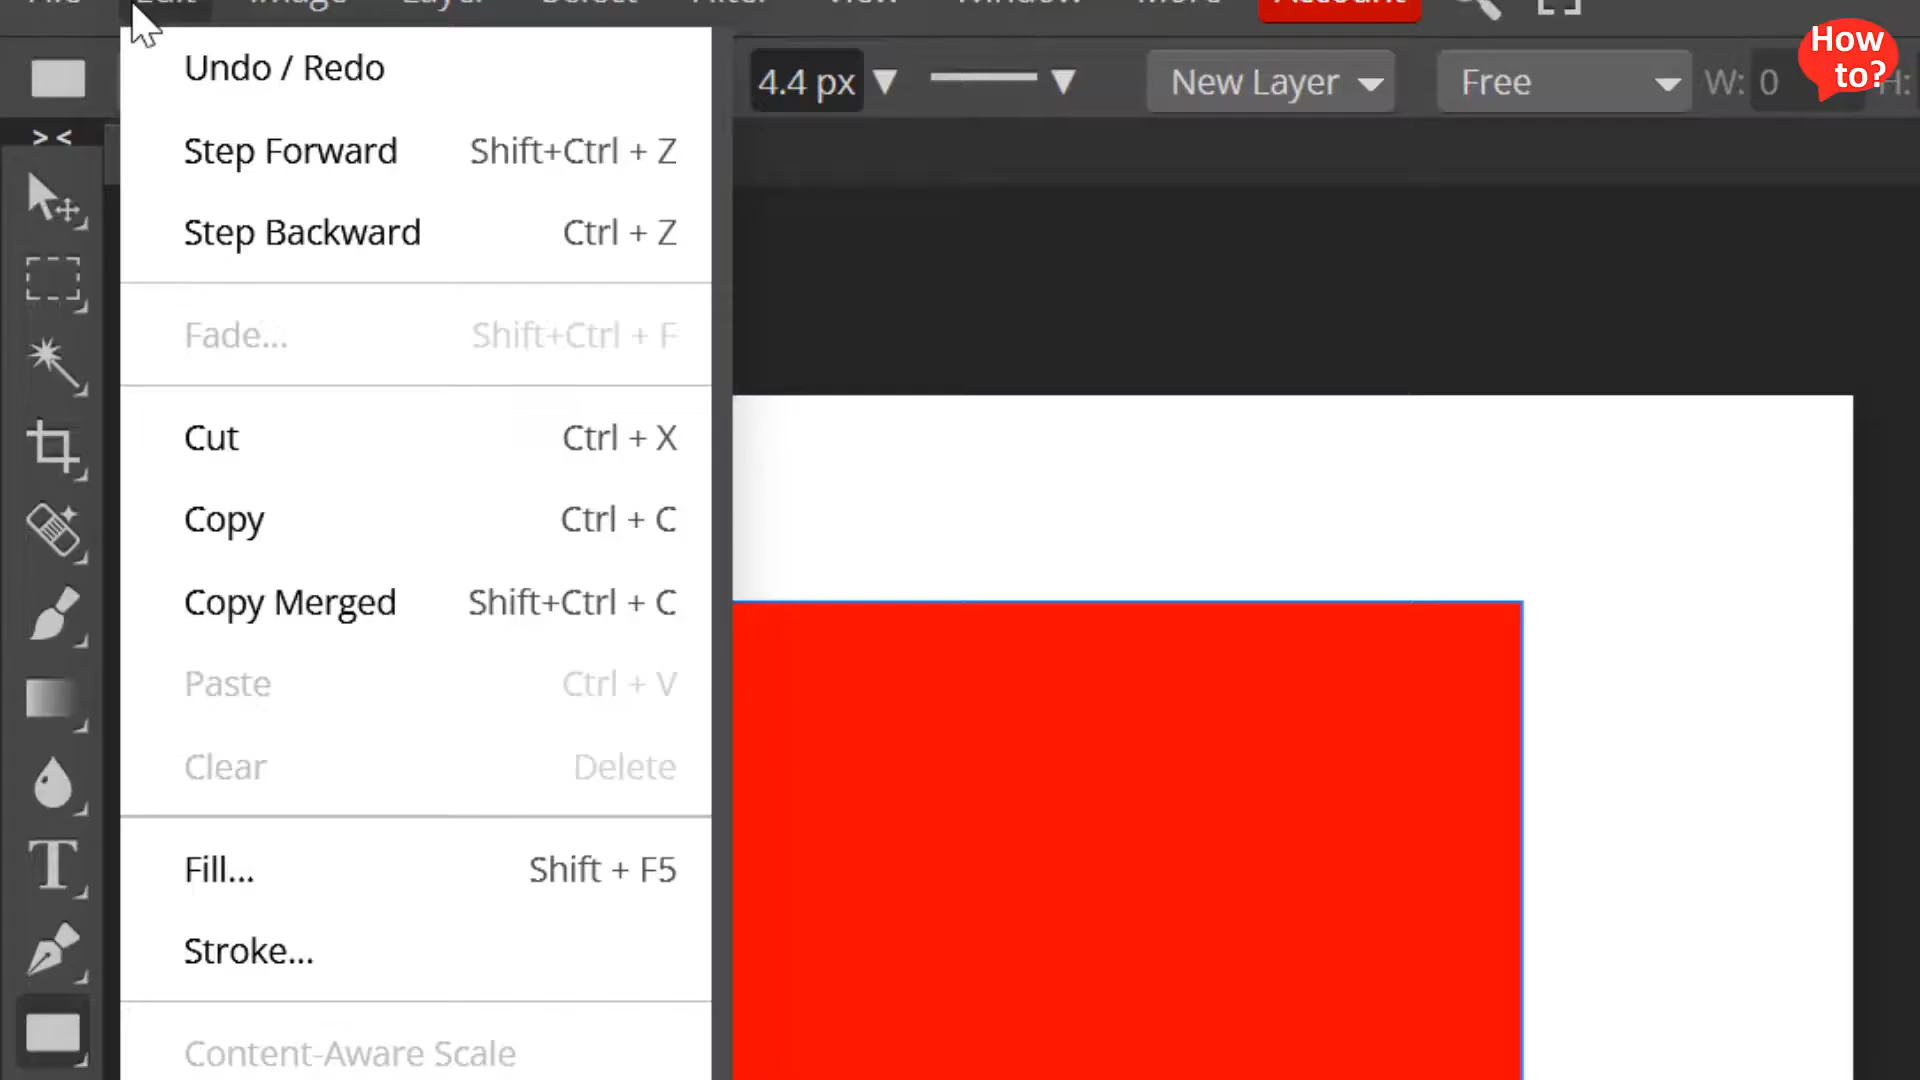 Undo / Redo
Step Forward Shift+Ctrl + Z
Step Backward Ctrl + Z
Fade... Shift+Ctrl + F
Cut Ctrl + X
Copy Ctrl + C
Copy Merged Shift+Ctrl + C
Paste Ctrl + V
Clear Delete
Fill... Shift + F5
Stroke...
Content-Aware Scale
4.4 px New Layer Free W: 0 H:
How
to?
T